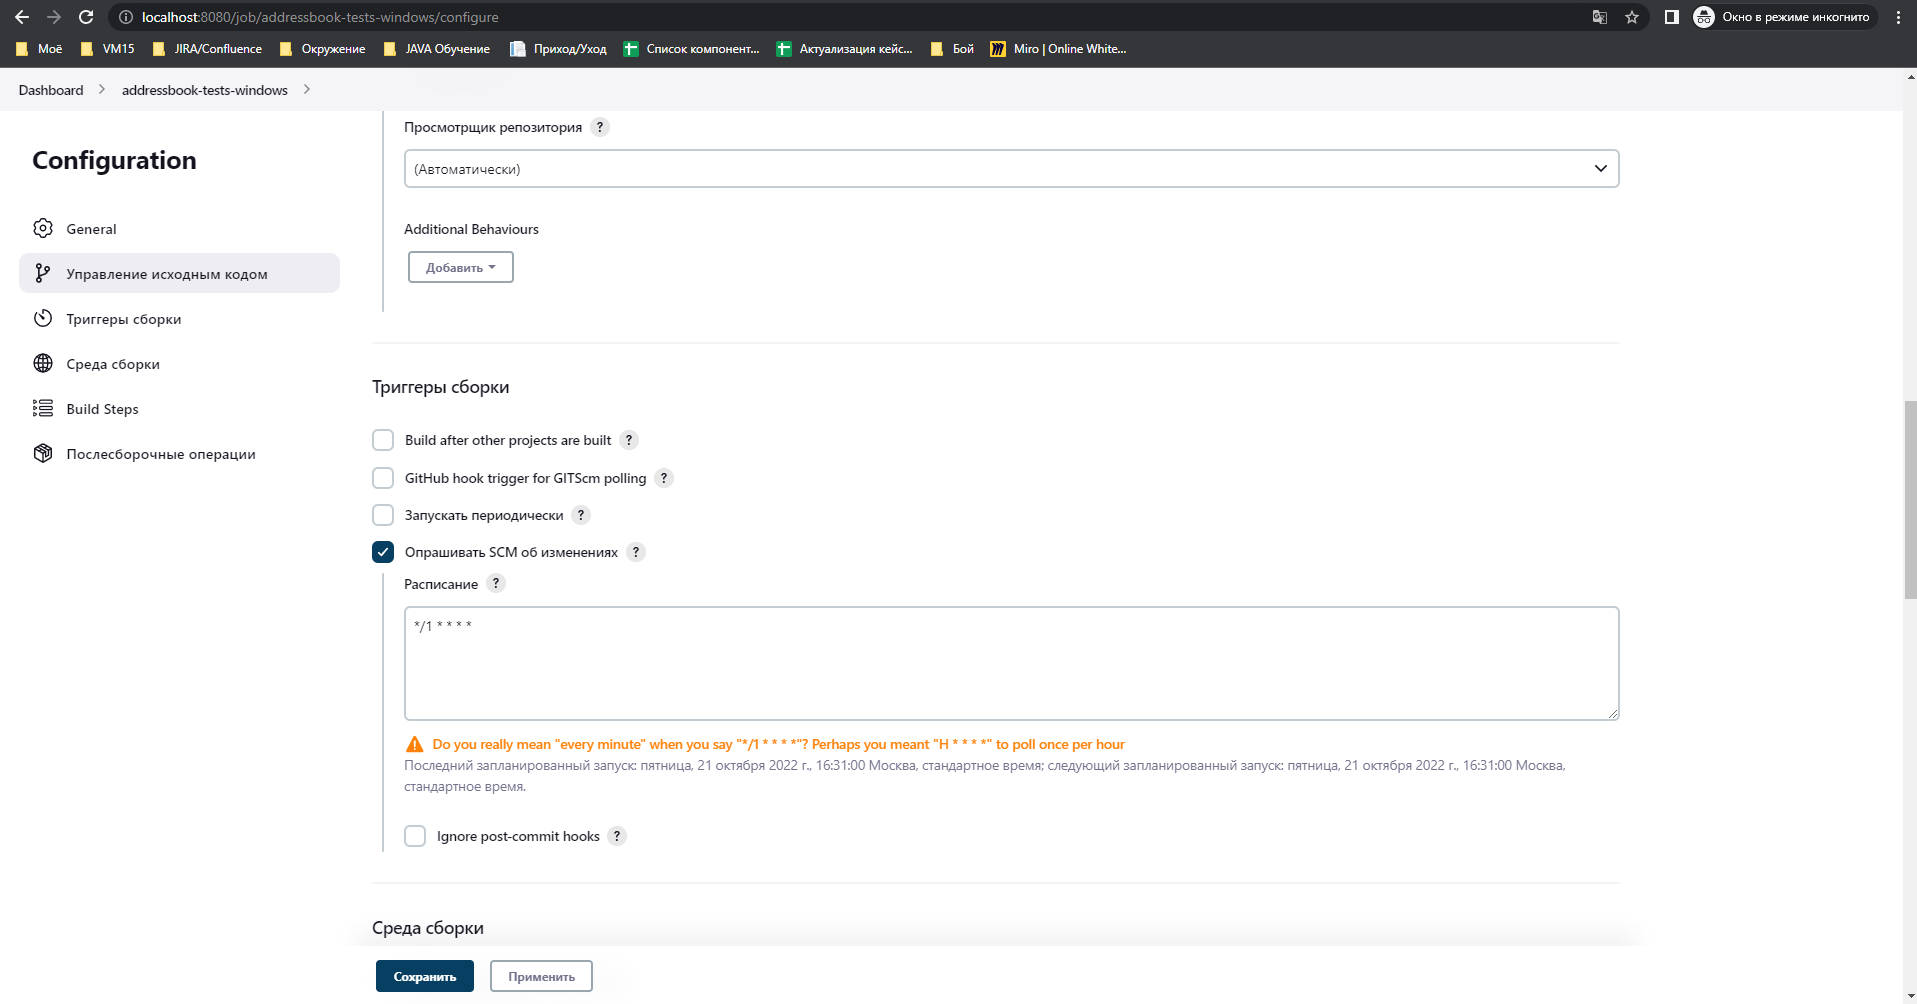 localhost:8080/job/addressbook-tests-windows/configure
Окно в режиме инкогнито
Моё
VM15
JIRA/Confluence
Окружение
JAVA Обучение
Приход/Уход
Список компонент...
Актуализация кейс...
Бой
Miro | Online White...
Dashboard
addressbook-tests-windows
Configuration
General
Управление исходным кодом
Триггеры сборки
Среда сборки
Build Steps
Послесборочные операции
Просмотрщик репозитория ?
(Автоматически)
Additional Behaviours
Добавить
Триггеры сборки
Build after other projects are built ?
GitHub hook trigger for GITScm polling ?
Запускать периодически ?
Опрашивать SCM об изменениях ?
Расписание ?
*/1 * * * *
Do you really mean "every minute" when you say "*/1 * * * *"? Perhaps you meant "H * * * *" to poll once per hour
Последний запланированный запуск: пятница, 21 октября 2022 г., 16:31:00 Москва, стандартное время; следующий запланированный запуск: пятница, 21 октября 2022 г., 16:31:00 Москва,
стандартное время.
Ignore post-commit hooks ?
Среда сборки
Сохранить
Применить